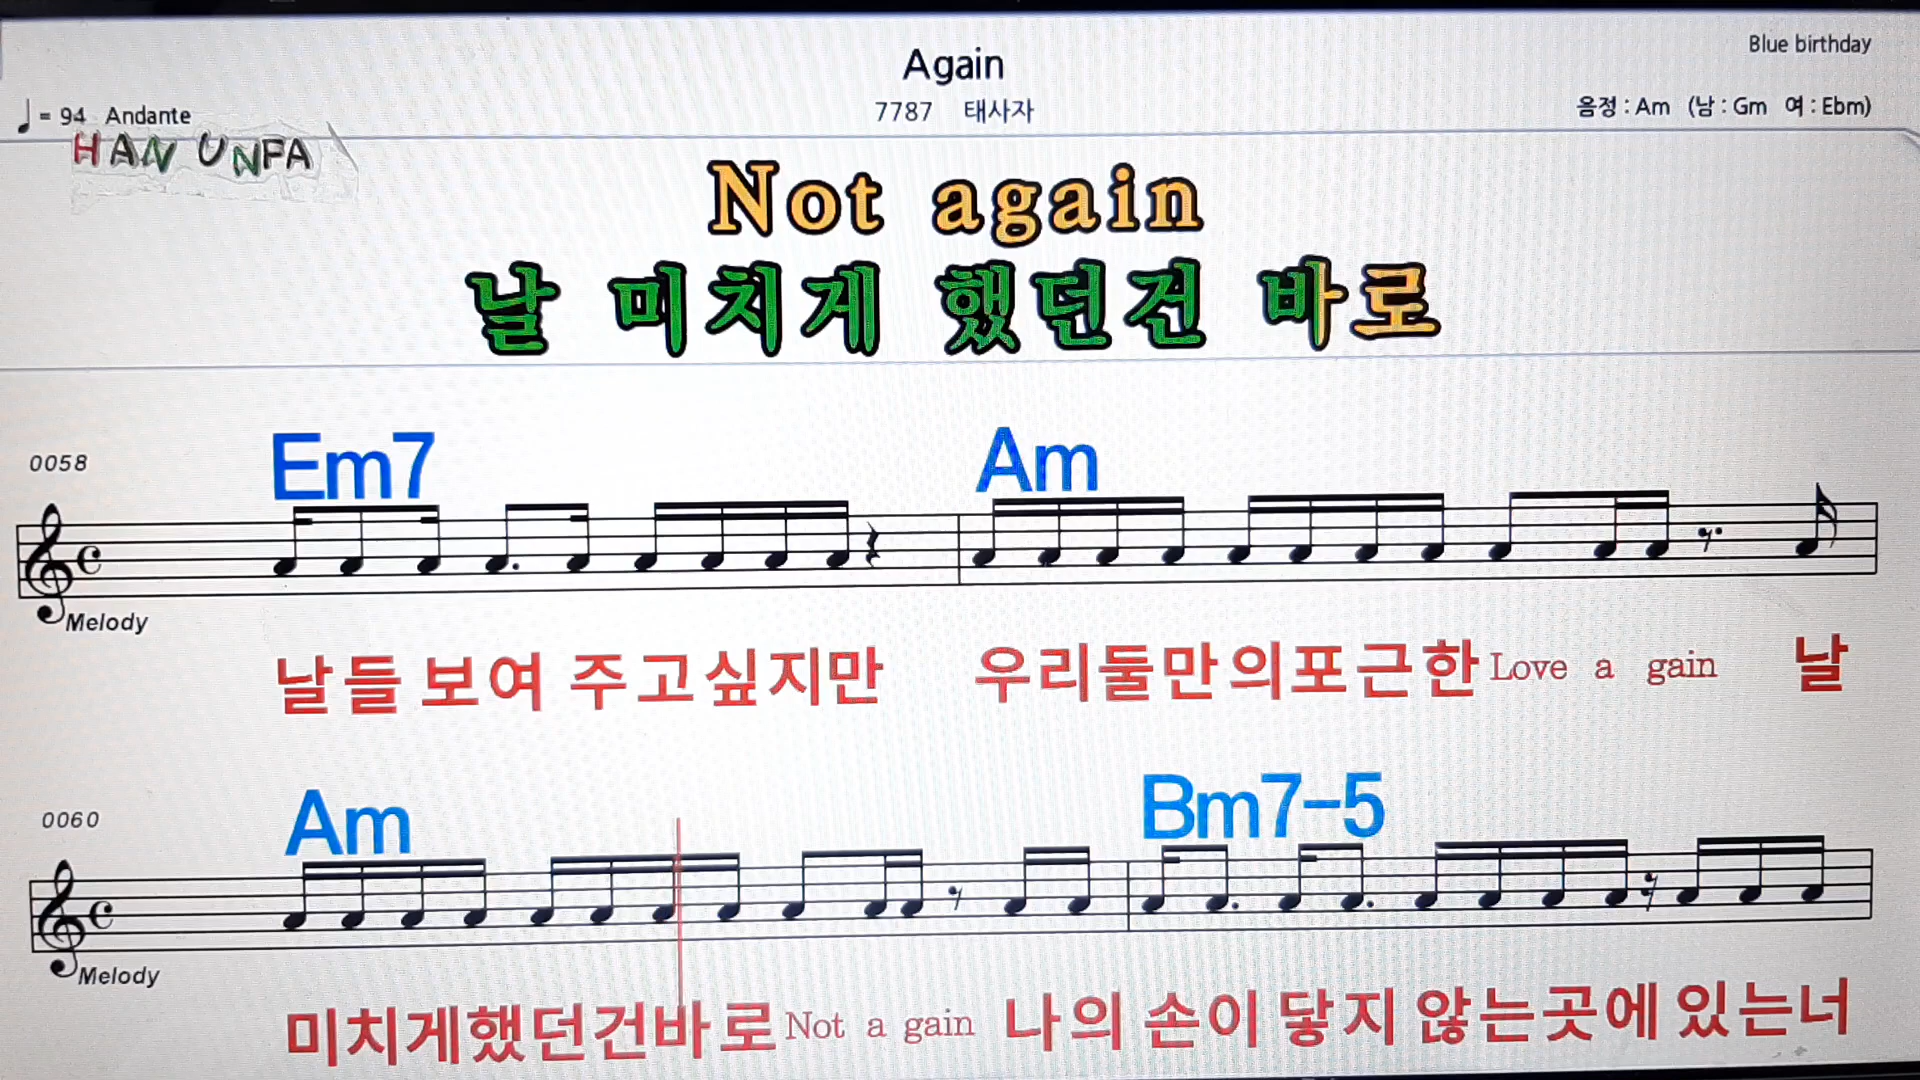 Blue birthday
Again
♩ = 94 Andante
7787 태사자
음정 : Am (남 : Gm 여 : Ebm)
HAN UNFA
Not again
날 미치게 했던건 바로
0058
Em7 Am
Melody
날들 보여 주고싶지만 우리둘만의포근한 Love a gain 날
0060
Am Bm7-5
Melody
미치게했던건바로 Not a gain 나의 손이 닿지 않는곳에 있는너